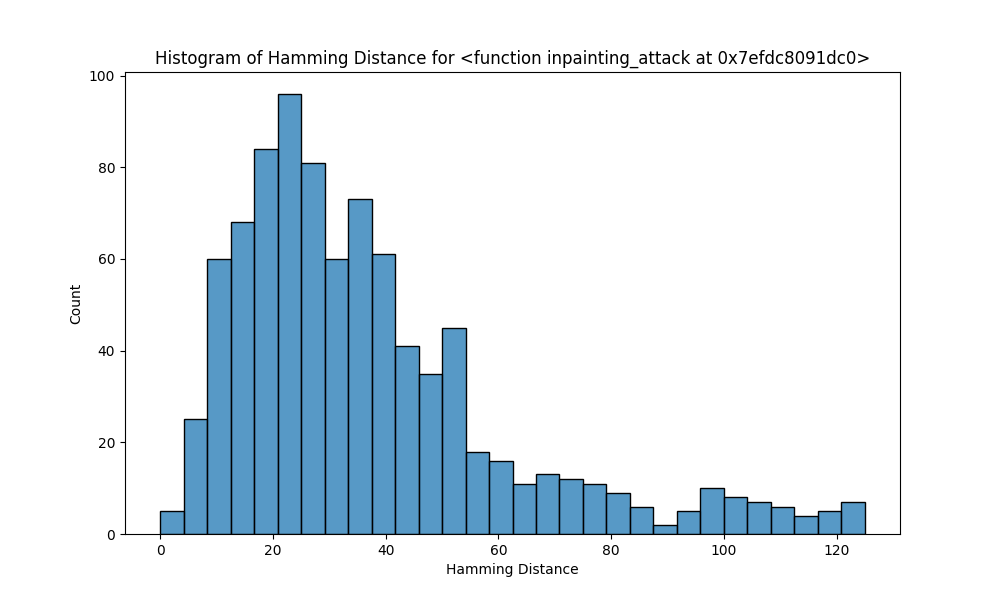 Histogram of Hamming Distance for <function inpainting_attack at 0x7efdc8091dc0>
100
80
60
40
20
0
Count
0 20 40 60 80 100 120
Hamming Distance